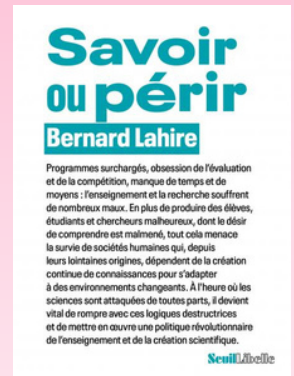 Savoir
ou périr
Bernard Lahire
Programmes surchargés, obsession de l'évaluation
et de la compétition, manque de temps et de
moyens : l'enseignement et la recherche souffrent
de nombreux maux. En plus de produire des élèves,
étudiants et chercheurs malheureux, dont le désir
de comprendre est malmené, tout cela menace
la survie de sociétés humaines qui, depuis
leurs lointaines origines, dépendent de la création
continue de connaissances pour s'adapter
à des environnements changeants. À l'heure où les
sciences sont attaquées de toutes parts, il devient
vital de rompre avec ces logiques destructrices
et de mettre en œuvre une politique révolutionnaire
de l'enseignement et de la création scientifique.
Seuil Libelle